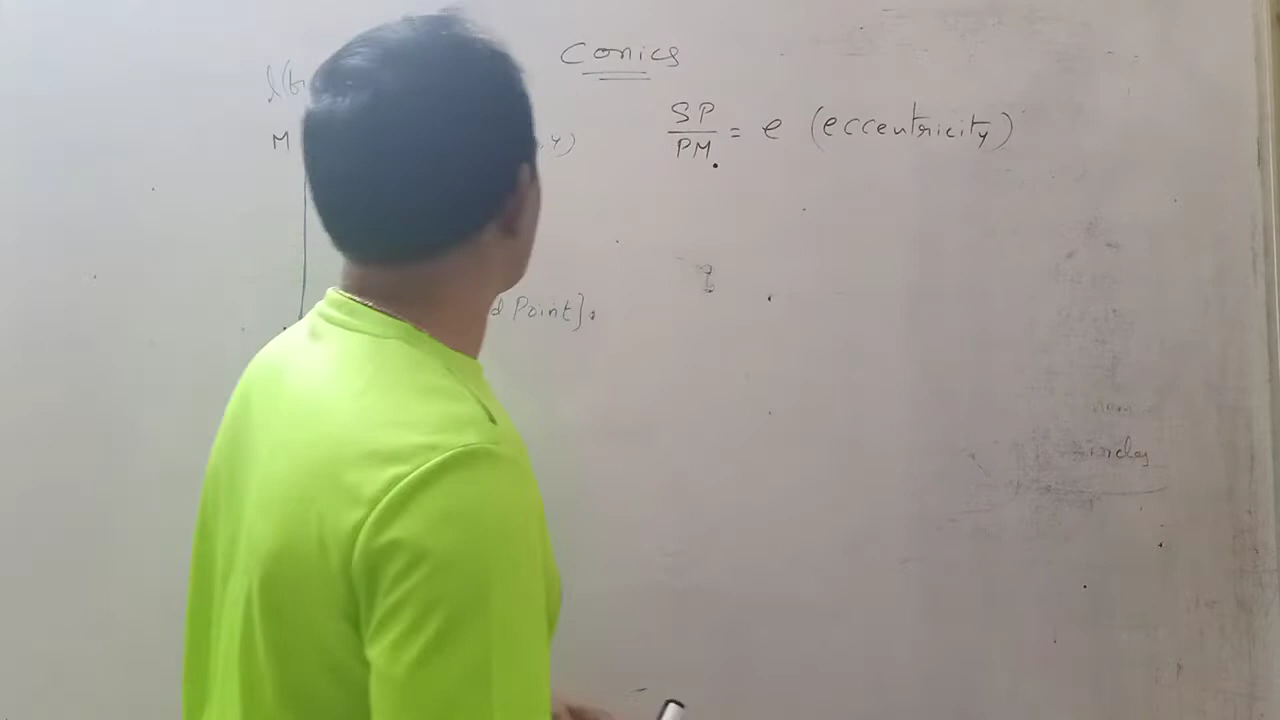 Conics
SP
PM. = e (eccentricity)
M , Y)
d Point].